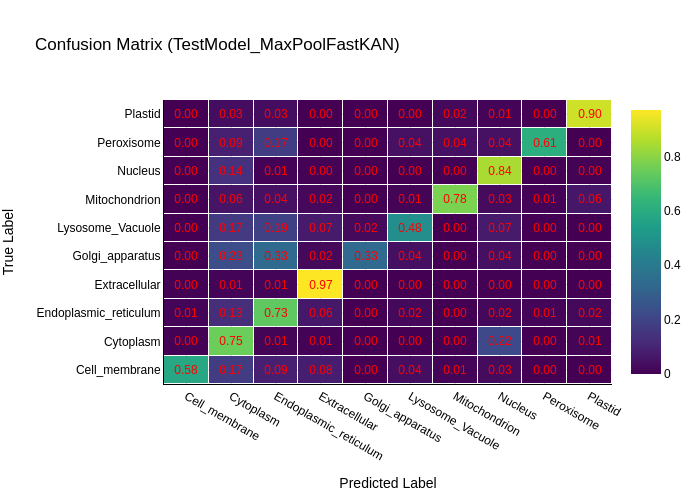 Confusion Matrix (TestModel_MaxPoolFastKAN)
True Label
Plastid 0.00 0.03 0.03 0.00 0.00 0.00 0.02 0.01 0.00 0.90
Peroxisome 0.00 0.09 0.17 0.00 0.00 0.04 0.04 0.04 0.61 0.00
Nucleus 0.00 0.14 0.01 0.00 0.00 0.00 0.00 0.84 0.00 0.00
Mitochondrion 0.00 0.06 0.04 0.02 0.00 0.01 0.78 0.03 0.01 0.06
Lysosome_Vacuole 0.00 0.17 0.19 0.07 0.02 0.48 0.00 0.07 0.00 0.00
Golgi_apparatus 0.00 0.33 0.02 0.33 0.04 0.00 0.04 0.00 0.00
Extracellular 0.00 0.01 0.01 0.97 0.00 0.00 0.00 0.00 0.00 0.00
Endoplasmic_reticulum 0.01 0.13 0.73 0.06 0.00 0.02 0.00 0.02 0.01 0.02
Cytoplasm 0.00 0.75 0.01 0.01 0.00 0.00 0.00 0.22 0.00 0.01
Cell_membrane 0.58 0.17 0.09 0.08 0.00 0.04 0.01 0.03 0.00 0.00
Cell_membrane Cytoplasm Endoplasmic_reticulum Extracellular Golgi_apparatus Lysosome_Vacuole Mitochondrion Nucleus Peroxisome Plastid
Predicted Label
0.8
0.6
0.4
0.2
0